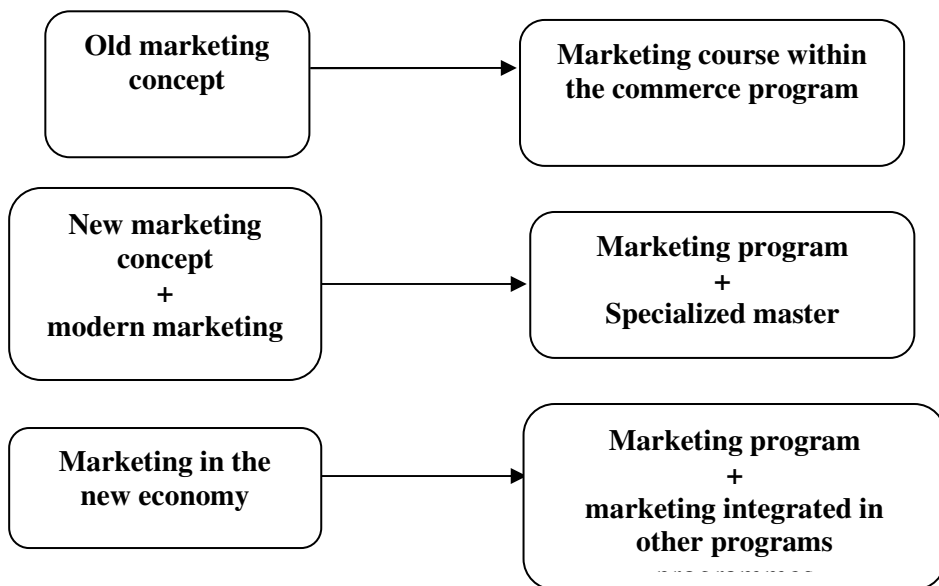 Old marketing
concept
Marketing course within
the commerce program
New marketing
concept
+
modern marketing
Marketing program
+
Specialized master
Marketing in the
new economy
Marketing program
+
marketing integrated in
other programs